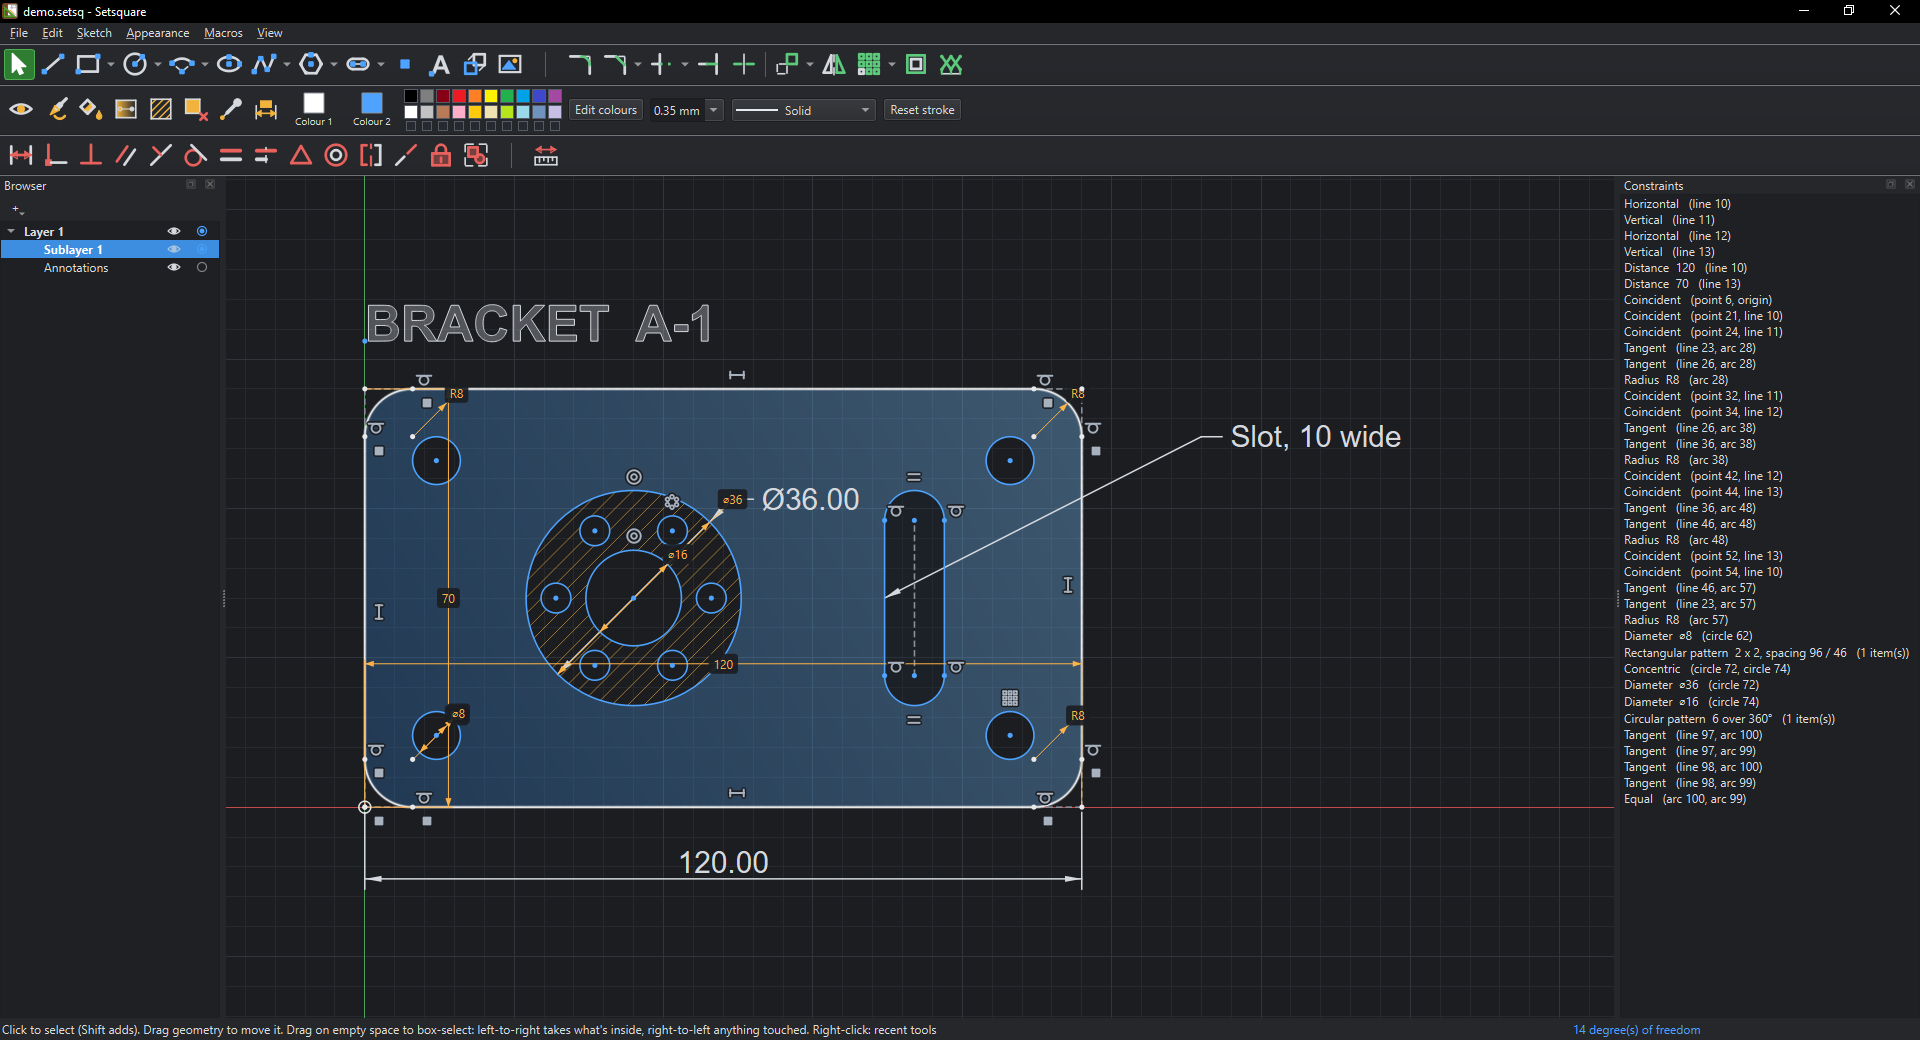 demo.setsq - Setsquare
File Edit Sketch Appearance Macros View
Colour 1 Colour 2 Edit colours 0.35 mm Solid Reset stroke
Browser
Layer 1
Sublayer 1
Annotations
BRACKET A-1
R8
R8
Slot, 10 wide
⌀36
Ø36.00
⌀16
70
120
⌀8
R8
120.00
Constraints
Horizontal (line 10)
Vertical (line 11)
Horizontal (line 12)
Vertical (line 13)
Distance 120 (line 10)
Distance 70 (line 13)
Coincident (point 6, origin)
Coincident (point 21, line 10)
Coincident (point 24, line 11)
Tangent (line 23, arc 28)
Tangent (line 26, arc 28)
Radius R8 (arc 28)
Coincident (point 32, line 11)
Coincident (point 34, line 12)
Tangent (line 26, arc 38)
Tangent (line 36, arc 38)
Radius R8 (arc 38)
Coincident (point 42, line 12)
Coincident (point 44, line 13)
Tangent (line 36, arc 48)
Tangent (line 46, arc 48)
Radius R8 (arc 48)
Coincident (point 52, line 13)
Coincident (point 54, line 10)
Tangent (line 46, arc 57)
Tangent (line 23, arc 57)
Radius R8 (arc 57)
Diameter ⌀8 (circle 62)
Rectangular pattern 2 x 2, spacing 96 / 46 (1 item(s))
Concentric (circle 72, circle 74)
Diameter ⌀36 (circle 72)
Diameter ⌀16 (circle 74)
Circular pattern 6 over 360° (1 item(s))
Tangent (line 97, arc 100)
Tangent (line 97, arc 99)
Tangent (line 98, arc 100)
Tangent (line 98, arc 99)
Equal (arc 100, arc 99)
Click to select (Shift adds). Drag geometry to move it. Drag on empty space to box-select: left-to-right takes what's inside, right-to-left anything touched. Right-click: recent tools
14 degree(s) of freedom